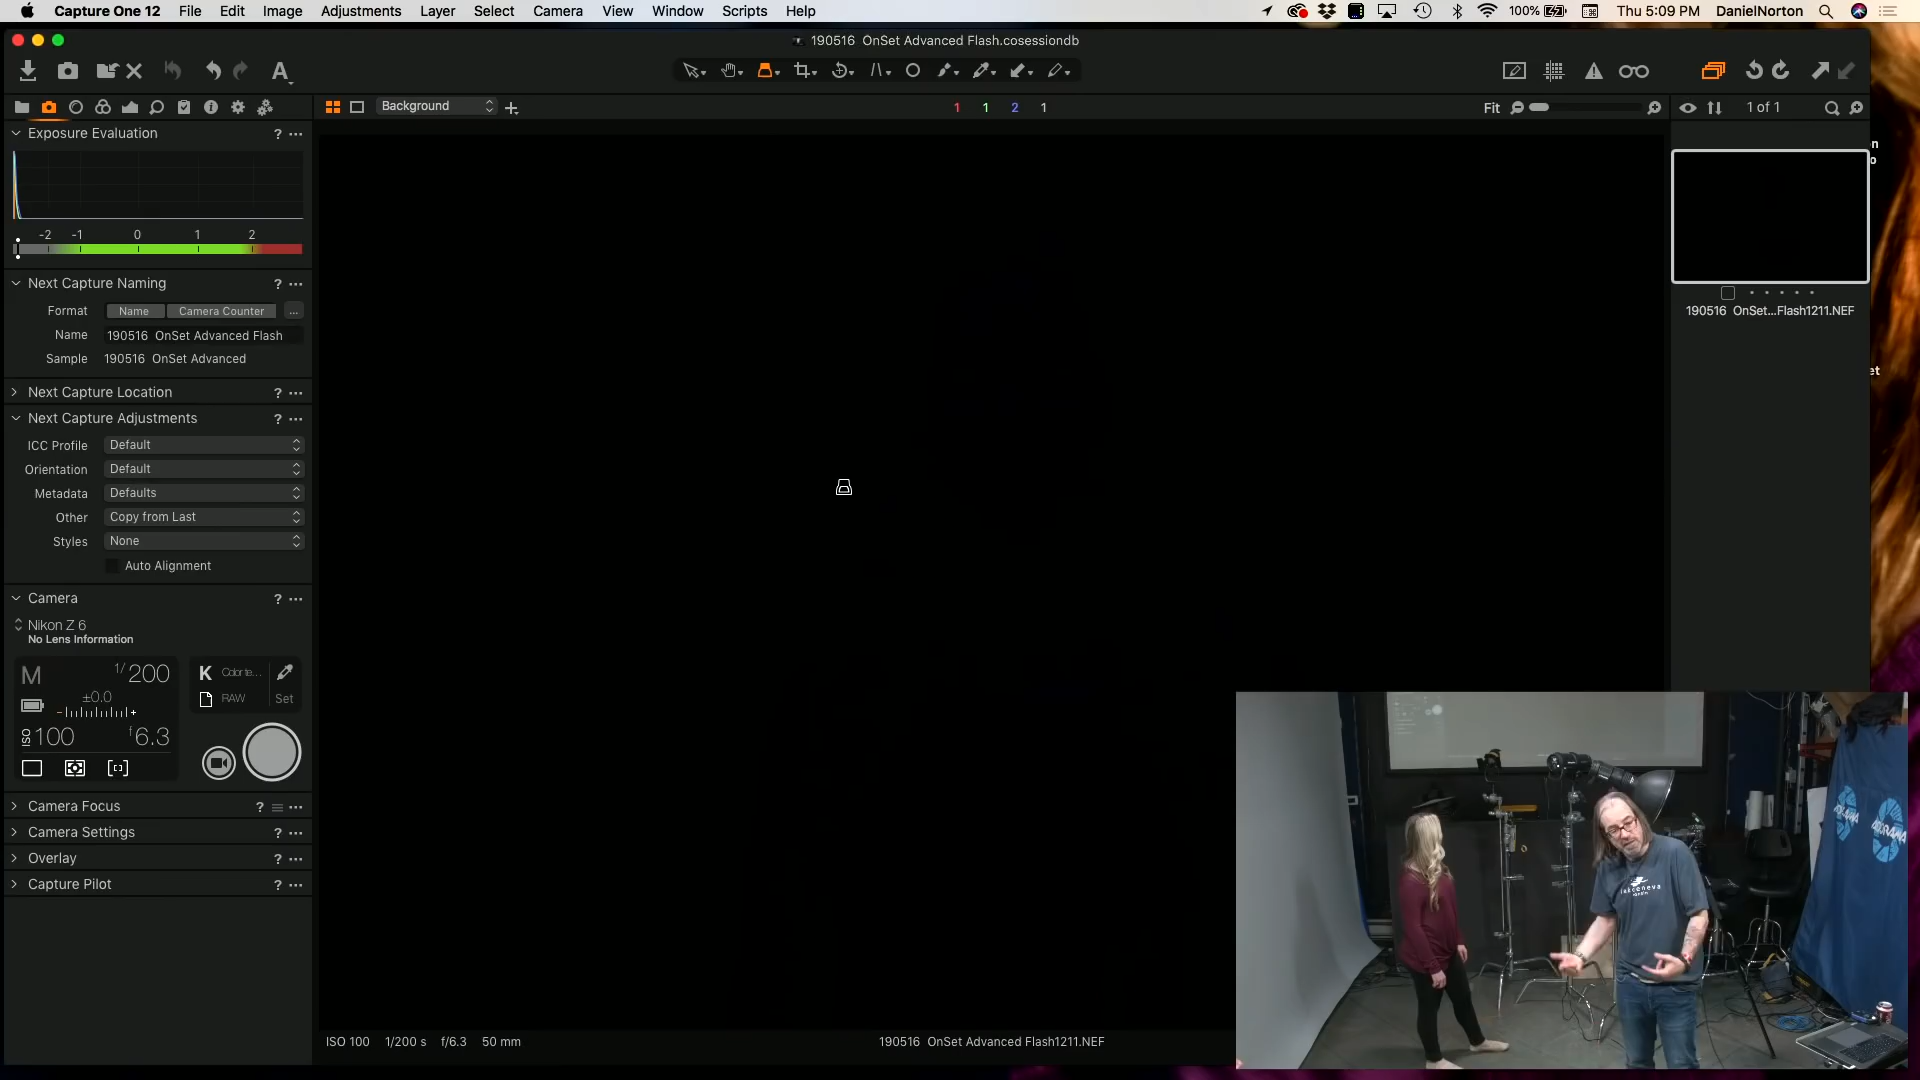 Capture One 12 File Edit Image Adjustments Layer Select Camera View Window Scripts Help
100% Thu 5:09 PM DanielNorton
190516 OnSet Advanced Flash.cosessiondb
Background
1 1 2 1
Fit
1 of 1
Exposure Evaluation ?
-2 -1 0 1 2
Next Capture Naming ?
Format Name Camera Counter ...
Name 190516 OnSet Advanced Flash
Sample 190516 OnSet Advanced
Next Capture Location ?
Next Capture Adjustments ?
ICC Profile Default
Orientation Default
Metadata Defaults
Other Copy from Last
Styles None
Auto Alignment
Camera ?
Nikon Z 6
No Lens Information
M 1/200 K Color te...
±0.0 RAW Set
ISO 100 f6.3
Camera Focus ?
Camera Settings ?
Overlay ?
Capture Pilot ?
190516 OnSet...Flash1211.NEF
n
o
et
ADORAMA
ISO 100 1/200 s f/6.3 50 mm
190516 OnSet Advanced Flash1211.NEF